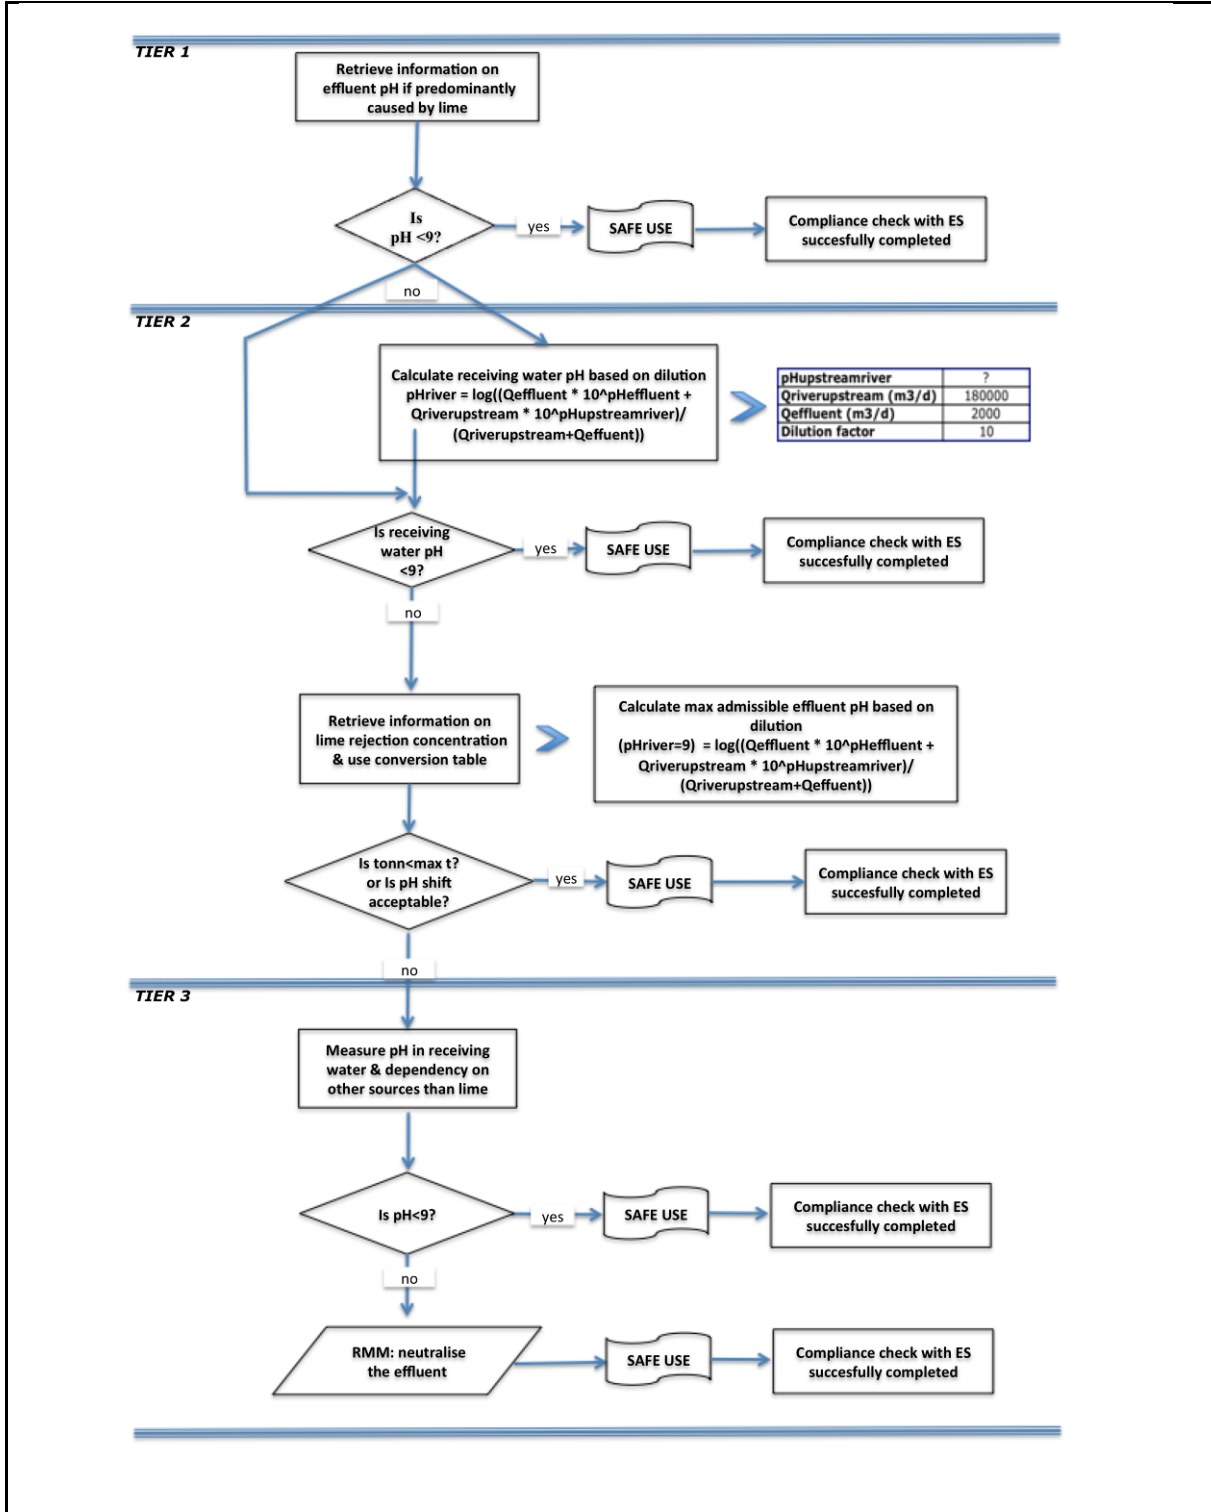 TIER 1
Retrieve information on
effluent pH if predominantly
caused by lime
Is
pH <9?
yes
SAFE USE
Compliance check with ES
succesfully completed
no
TIER 2
Calculate receiving water pH based on dilution
pHriver = log((Qeffluent * 10^pHeffluent +
Qriverupstream * 10^pHupstreamriver)/
(Qriverupstream+Qeffuent))
pHupstreamriver ?
Qriverupstream (m3/d) 180000
Qeffluent (m3/d) 2000
Dilution factor 10
Is receiving
water pH
<9?
yes
SAFE USE
Compliance check with ES
succesfully completed
no
Retrieve information on
lime rejection concentration
& use conversion table
Calculate max admissible effluent pH based on
dilution
(pHriver=9) = log((Qeffluent * 10^pHeffluent +
Qriverupstream * 10^pHupstreamriver)/
(Qriverupstream+Qeffuent))
Is tonn<max t?
or Is pH shift
acceptable?
yes
SAFE USE
Compliance check with ES
succesfully completed
no
TIER 3
Measure pH in receiving
water & dependency on
other sources than lime
Is pH<9?
yes
SAFE USE
Compliance check with ES
succesfully completed
no
RMM: neutralise
the effluent
SAFE USE
Compliance check with ES
succesfully completed